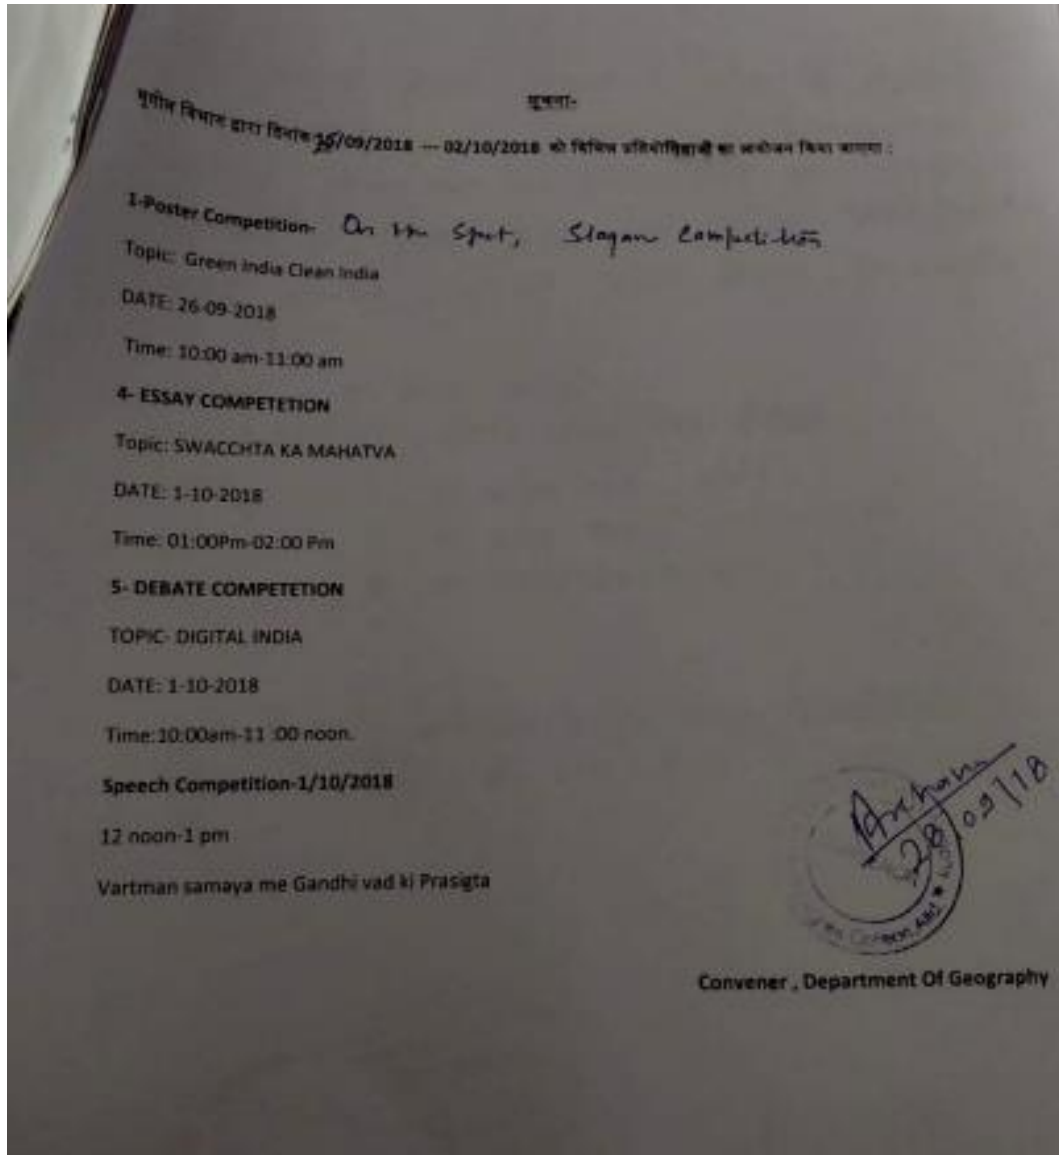 सूचना-
भूगोल विभाग द्वारा दिनांक /09/2018 --- 02/10/2018 को विभिन्न प्रतियोगिताओं का आयोजन किया जाएगा :
1-Poster Competition- On the Spot, Slogan Competition
Topic: Green India Clean India
DATE: 26-09-2018
Time: 10:00 am-11:00 am
4- ESSAY COMPETETION
Topic: SWACCHTA KA MAHATVA
DATE: 1-10-2018
Time: 01:00Pm-02:00 Pm
5- DEBATE COMPETETION
TOPIC- DIGITAL INDIA
DATE: 1-10-2018
Time:10:00am-11 :00 noon.
Speech Competition-1/10/2018
12 noon-1 pm
Vartman samaya me Gandhi vad ki Prasigta
Archana
28/09/18
Convener , Department Of Geography